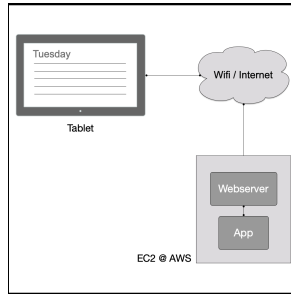 Tuesday
Wifi / Internet
Tablet
Webserver
App
EC2 @ AWS